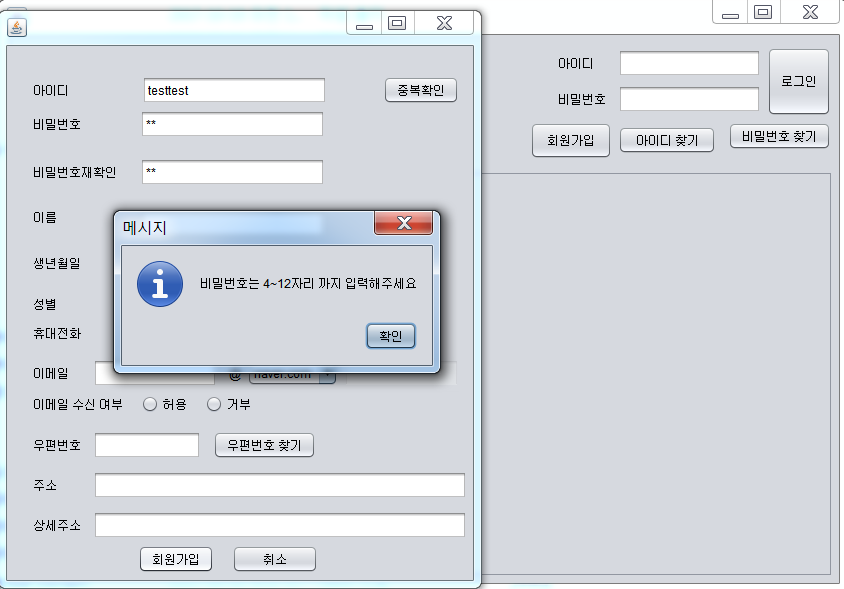 아이디
testtest
중복확인
비밀번호
**
비밀번호재확인
**
이름
생년월일
성별
휴대전화
이메일
@
naver.com
이메일 수신 여부
허용
거부
우편번호
우편번호 찾기
주소
상세주소
회원가입
취소
메시지
비밀번호는 4~12자리 까지 입력해주세요
확인
아이디
비밀번호
로그인
회원가입
아이디 찾기
비밀번호 찾기